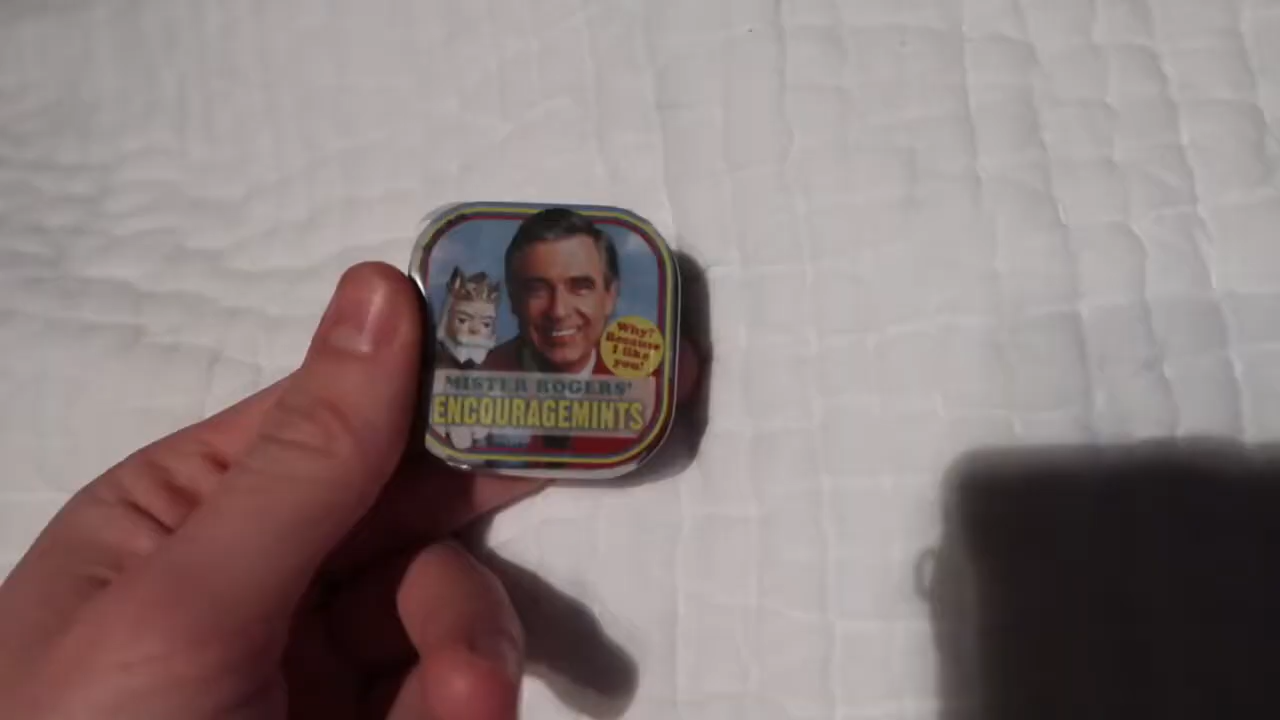 Why?
Because
I like
you!
MISTER ROGERS'
ENCOURAGEMINTS